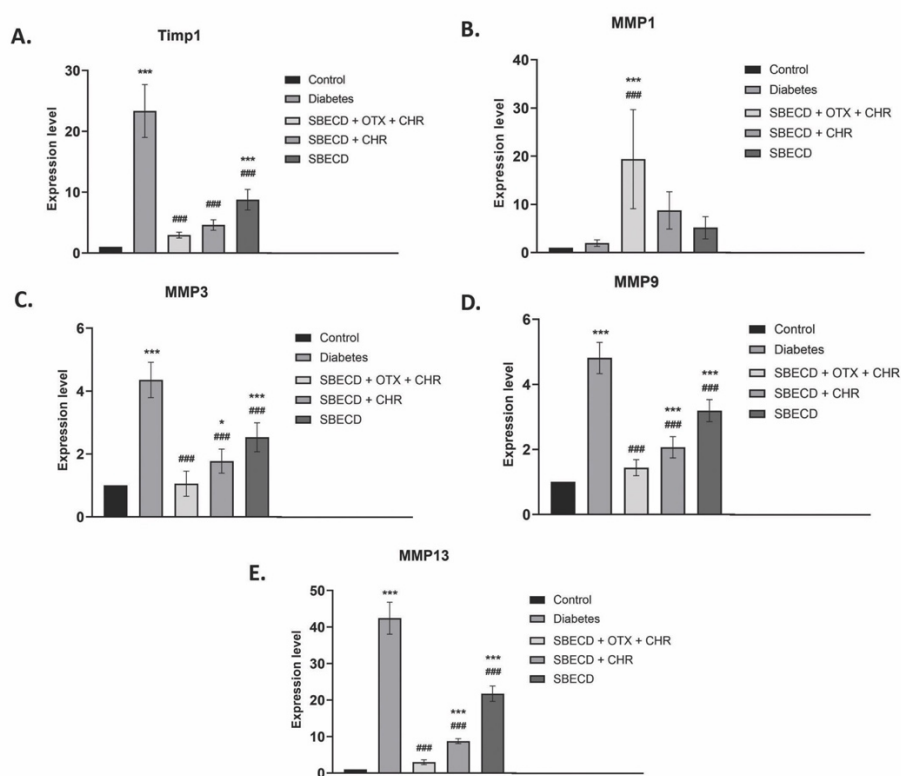 A.
Timp1
Expression level
30
20
10
0
***
###
###
***
###
Control
Diabetes
SBECD + OTX + CHR
SBECD + CHR
SBECD
B.
MMP1
Expression level
40
30
20
10
0
***
###
Control
Diabetes
SBECD + OTX + CHR
SBECD + CHR
SBECD
C.
MMP3
Expression level
6
4
2
0
***
###
*
###
***
###
Control
Diabetes
SBECD + OTX + CHR
SBECD + CHR
SBECD
D.
MMP9
Expression level
6
4
2
0
***
###
***
###
***
###
Control
Diabetes
SBECD + OTX + CHR
SBECD + CHR
SBECD
E.
MMP13
Expression level
50
40
30
20
10
0
***
###
***
###
***
###
Control
Diabetes
SBECD + OTX + CHR
SBECD + CHR
SBECD